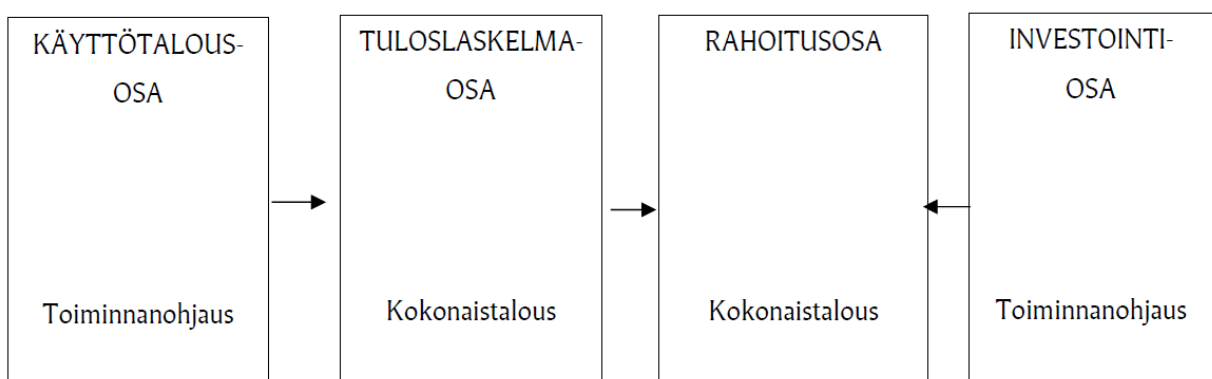 KÄYTTÖTALOUS-
OSA
Toiminnanohjaus
TULOSLASKELMA-
OSA
Kokonaistalous
RAHOITUSOSA
Kokonaistalous
INVESTOINTI-
OSA
Toiminnanohjaus